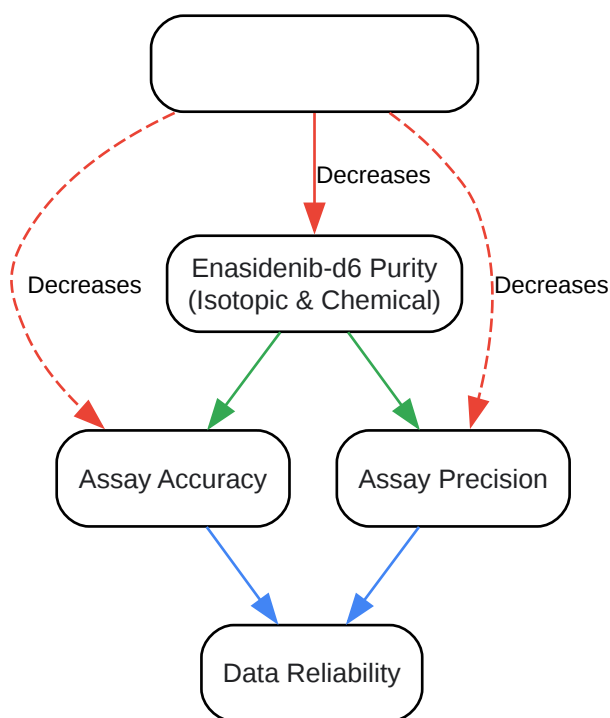 Decreases
Enasidenib-d6 Purity
(Isotopic & Chemical)
Decreases
Decreases
Assay Accuracy
Assay Precision
Data Reliability